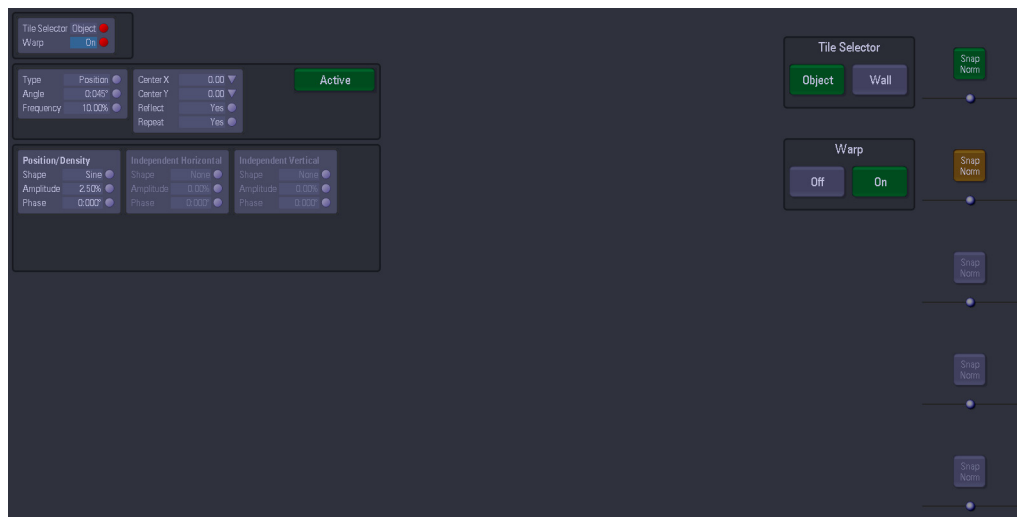 Tile Selector Object
Warp On
Type Position
Angle 0:045°
Frequency 10.00%
Center X 0.00
Center Y 0.00
Reflect Yes
Repeat Yes
Active
Position/Density
Shape Sine
Amplitude 2.50%
Phase 0:000°
Independent Horizontal
Shape None
Amplitude 0.00%
Phase 0:000°
Independent Vertical
Shape None
Amplitude 0.00%
Phase 0:000°
Tile Selector
Object Wall
Warp
Off On
Snap
Norm
Snap
Norm
Snap
Norm
Snap
Norm
Snap
Norm